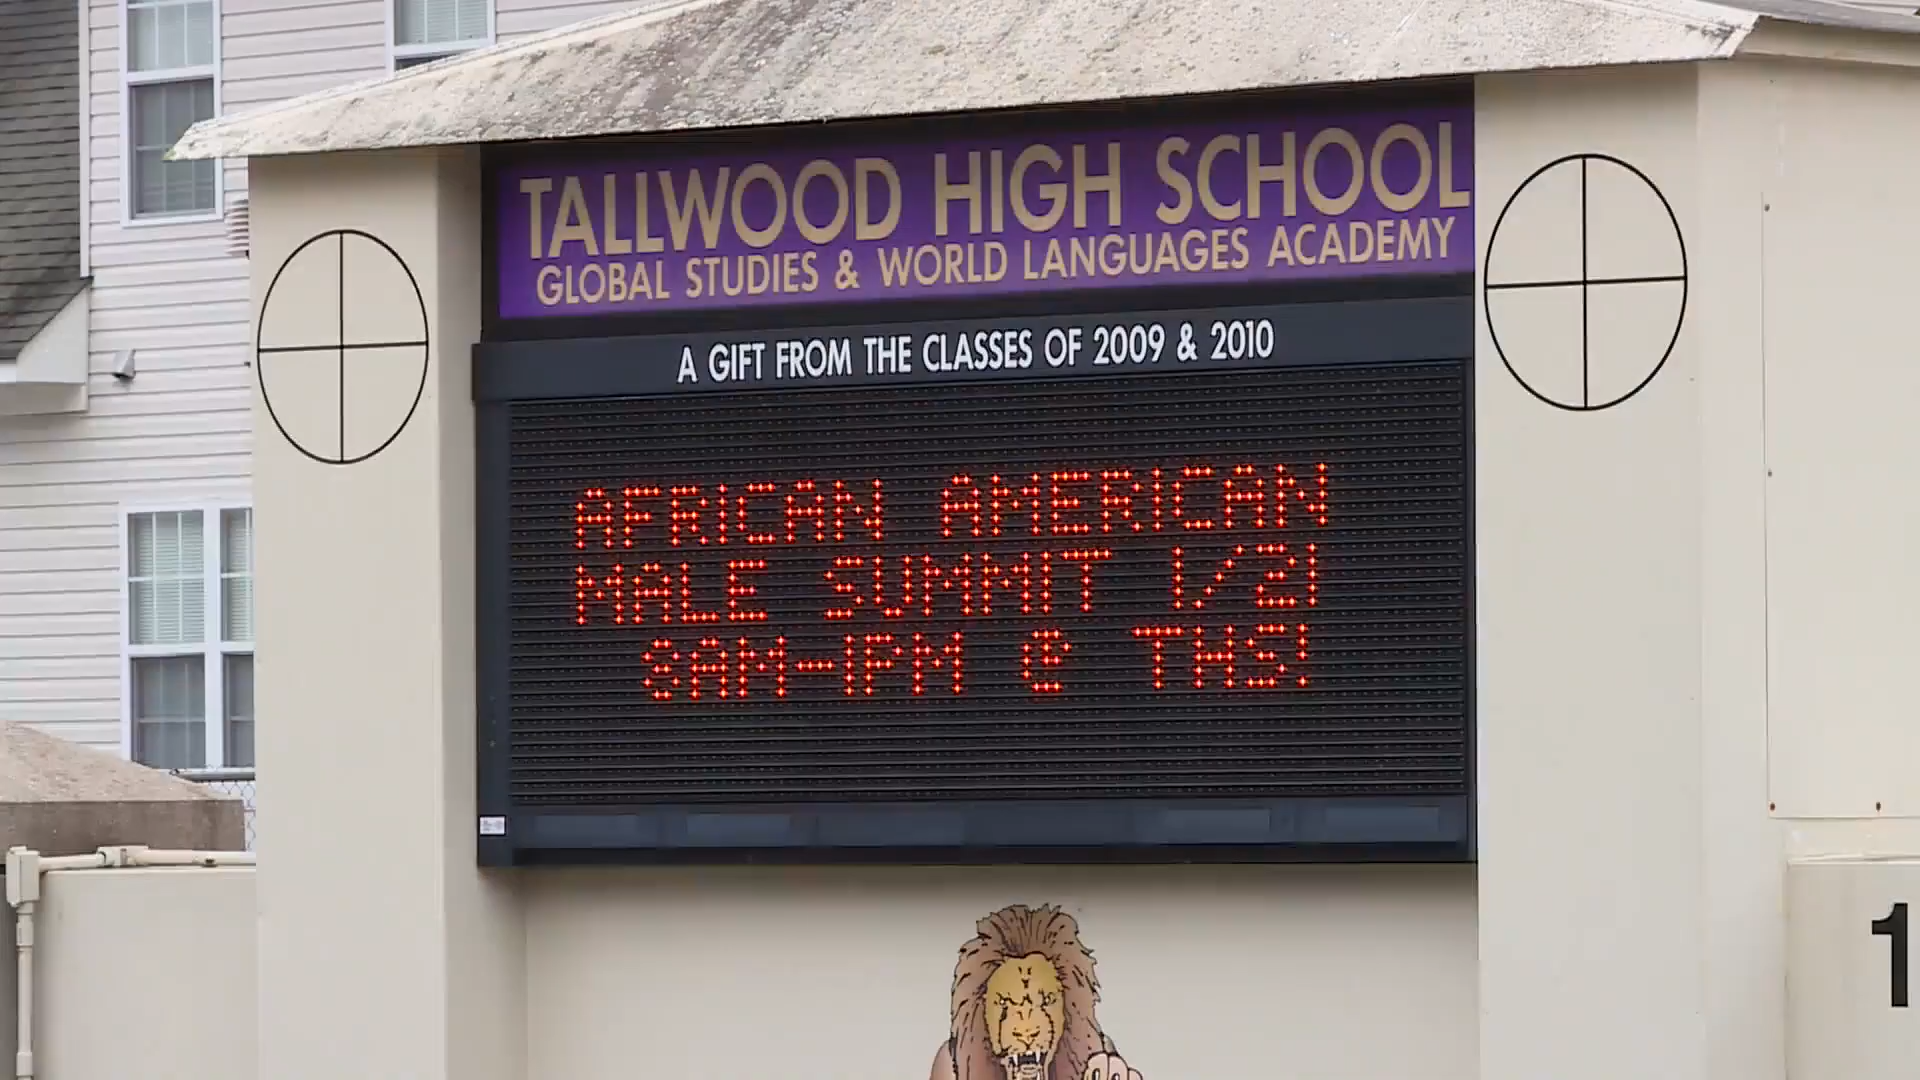 TALLWOOD HIGH SCHOOL
GLOBAL STUDIES & WORLD LANGUAGES ACADEMY
A GIFT FROM THE CLASSES OF 2009 & 2010
AFRICAN AMERICAN
MALE SUMMIT 1/21
8AM-1PM @ THS!
1